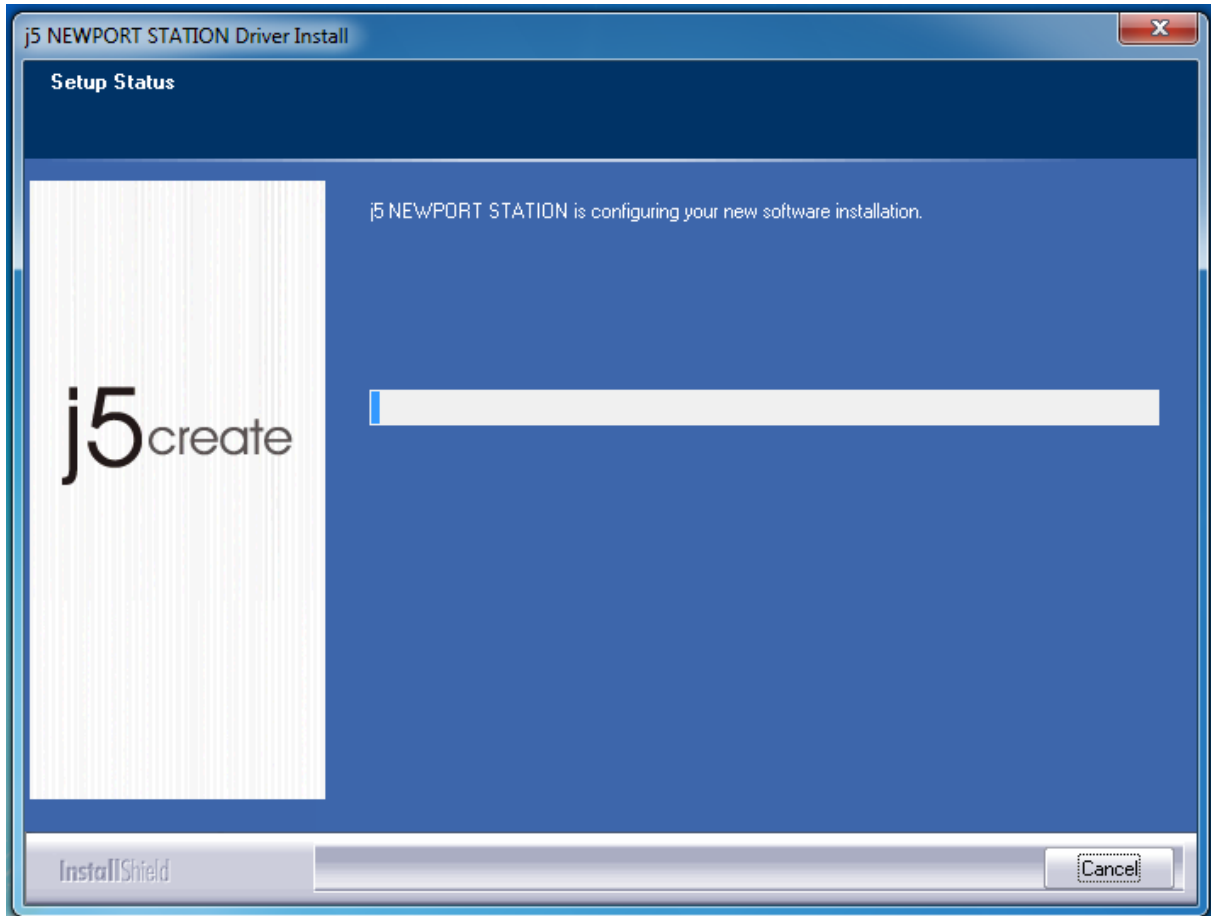 j5 NEWPORT STATION Driver Install
Setup Status
j5 NEWPORT STATION is configuring your new software installation.
j5create
InstallShield
Cancel